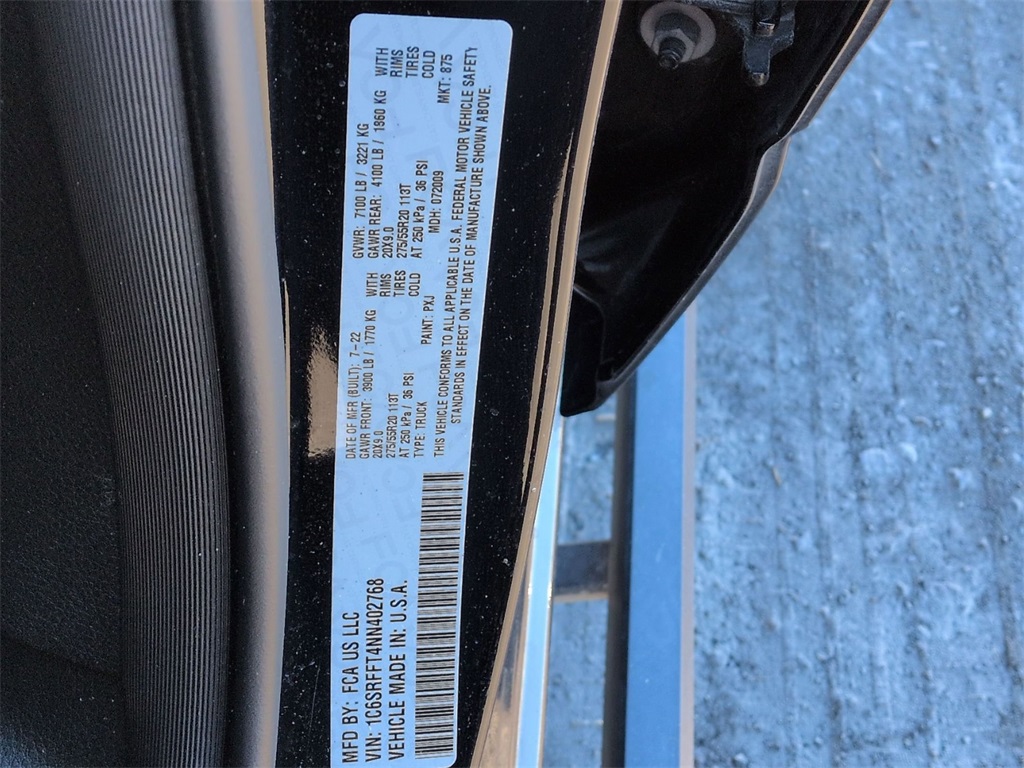 MFD BY: FCA US LLC
VIN: 1C6SRFFT4NN402768
VEHICLE MADE IN: U.S.A.
DATE OF MFR (BUILT): 7-22 GVWR: 7100 LB / 3221 KG
GAWR FRONT: 3900 LB / 1770 KG WITH GAWR REAR: 4100 LB / 1860 KG WITH
20X9.0 RIMS 20X9.0 RIMS
275/55R20 113T TIRES 275/55R20 113T TIRES
AT 250 kPa / 36 PSI COLD AT 250 kPa / 36 PSI COLD
TYPE: TRUCK PAINT: PXJ MDH: 072009 MKT: 875
THIS VEHICLE CONFORMS TO ALL APPLICABLE U.S.A. FEDERAL MOTOR VEHICLE SAFETY
STANDARDS IN EFFECT ON THE DATE OF MANUFACTURE SHOWN ABOVE.